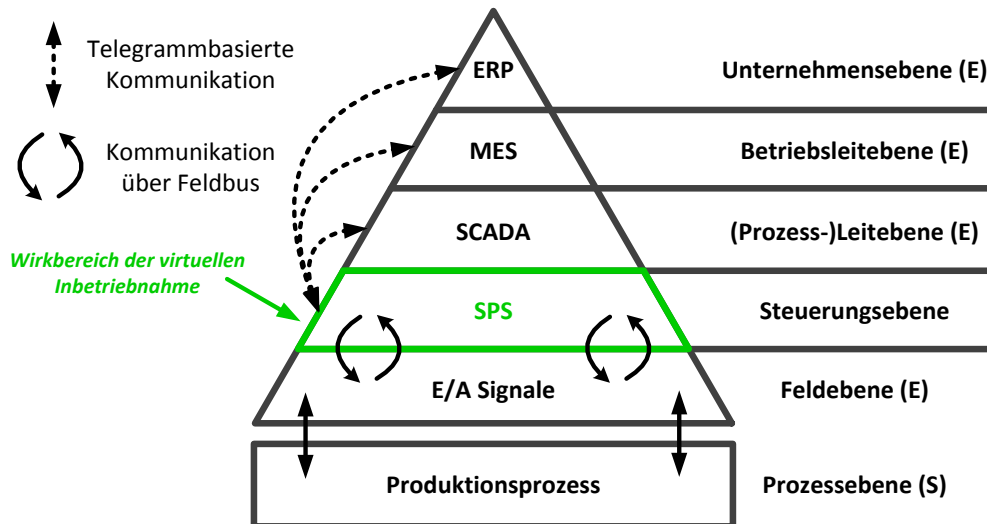 Telegrammbasierte
Kommunikation
Kommunikation
über Feldbus
Wirkbereich der virtuellen
Inbetriebnahme
ERP
Unternehmensebene (E)
MES
Betriebsleitebene (E)
SCADA
(Prozess-)Leitebene (E)
SPS
Steuerungsebene
E/A Signale
Feldebene (E)
Produktionsprozess
Prozessebene (S)